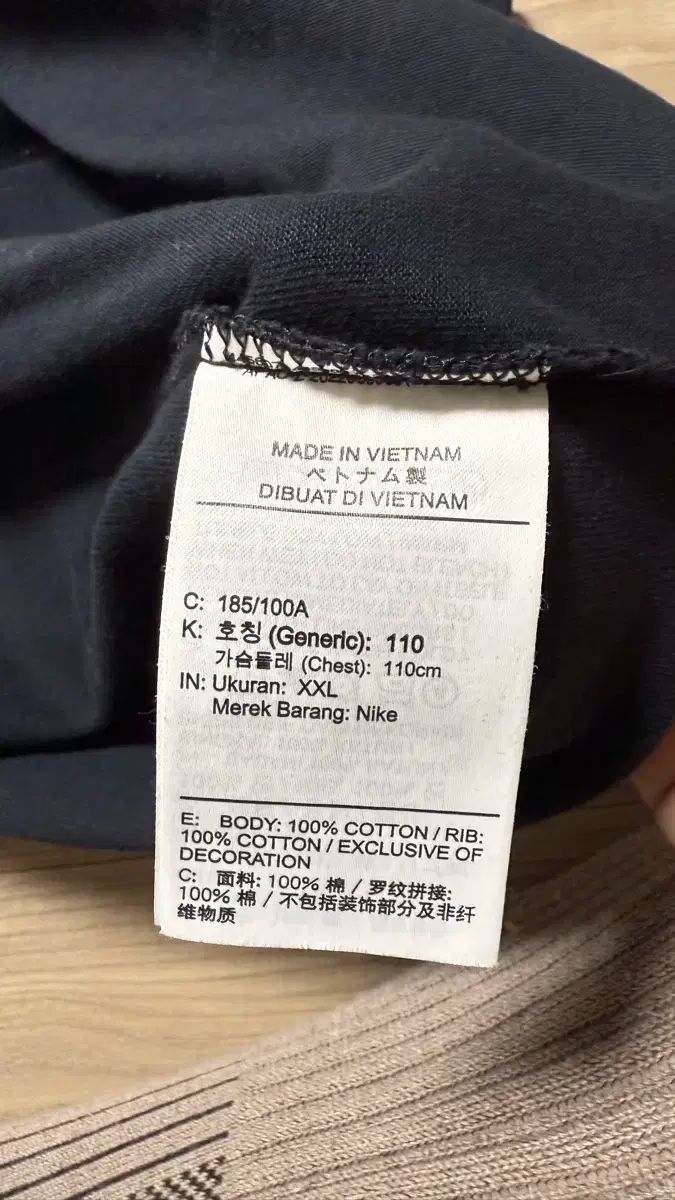 MADE IN VIETNAM
ベトナム製
DIBUAT DI VIETNAM
C: 185/100A
K: 호칭 (Generic): 110
가슴둘레 (Chest): 110cm
IN: Ukuran: XXL
Merek Barang: Nike
E: BODY: 100% COTTON / RIB:
100% COTTON / EXCLUSIVE OF
DECORATION
C: 面料: 100% 棉 / 罗纹拼接:
100% 棉 / 不包括装饰部分及非纤
维物质